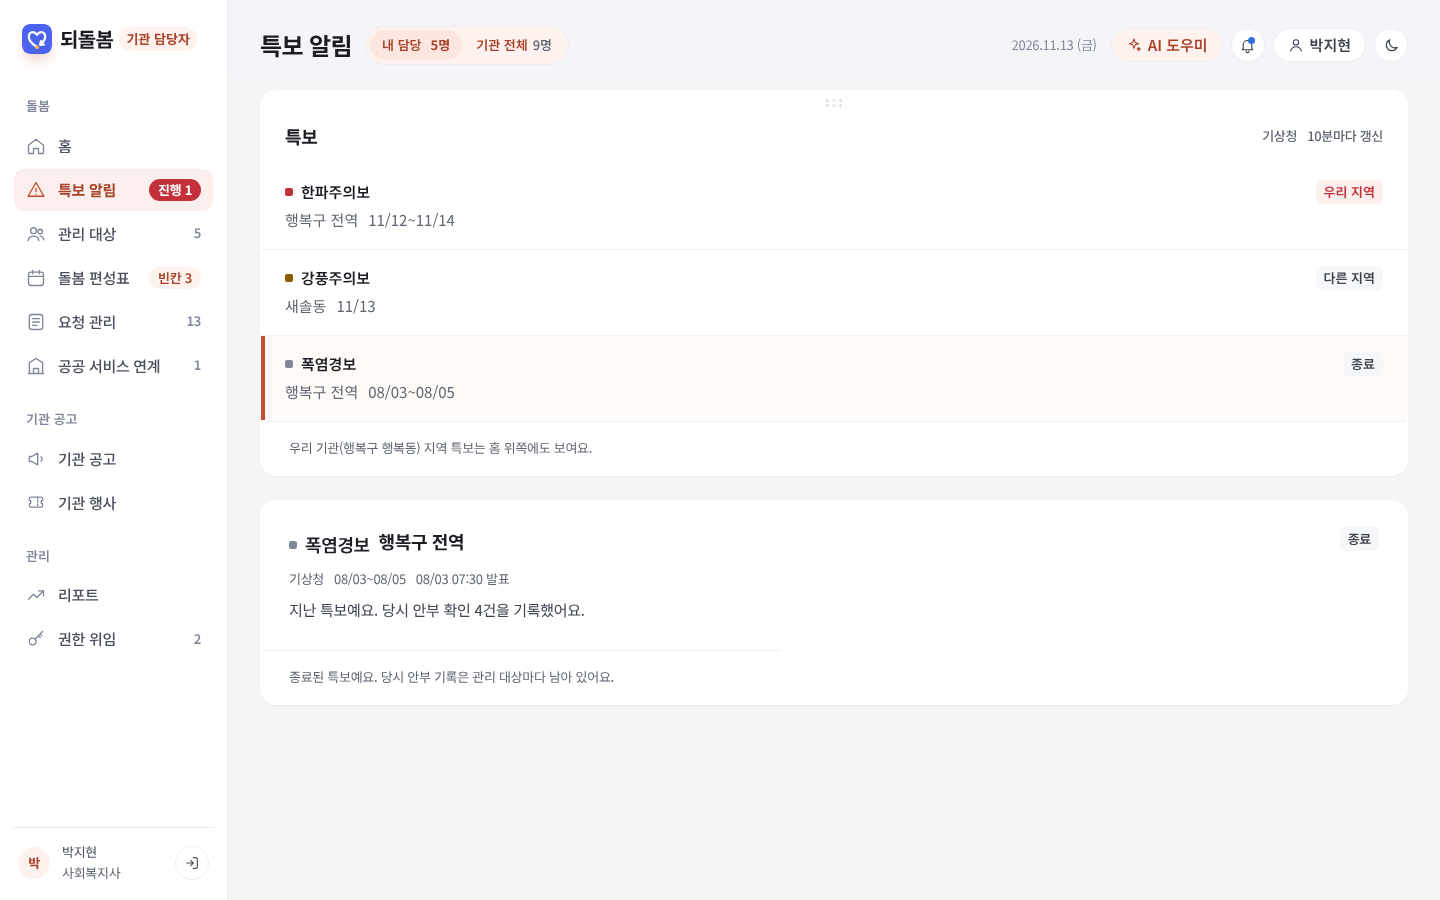 되돌봄 기관 담당자
돌봄
홈
특보 알림 진행 1
관리 대상 5
돌봄 편성표 빈칸 3
요청 관리 13
공공 서비스 연계 1
기관 공고
기관 공고
기관 행사
관리
리포트
권한 위임 2
박 박지현
사회복지사
특보 알림 내 담당 5명 기관 전체 9명 2026.11.13 (금) AI 도우미 박지현
특보 기상청 10분마다 갱신
한파주의보 우리 지역
행복구 전역 11/12~11/14
강풍주의보 다른 지역
새솔동 11/13
폭염경보 종료
행복구 전역 08/03~08/05
우리 기관(행복구 행복동) 지역 특보는 홈 위쪽에도 보여요.
폭염경보 행복구 전역 종료
기상청 08/03~08/05 08/03 07:30 발표
지난 특보예요. 당시 안부 확인 4건을 기록했어요.
종료된 특보예요. 당시 안부 기록은 관리 대상마다 남아 있어요.